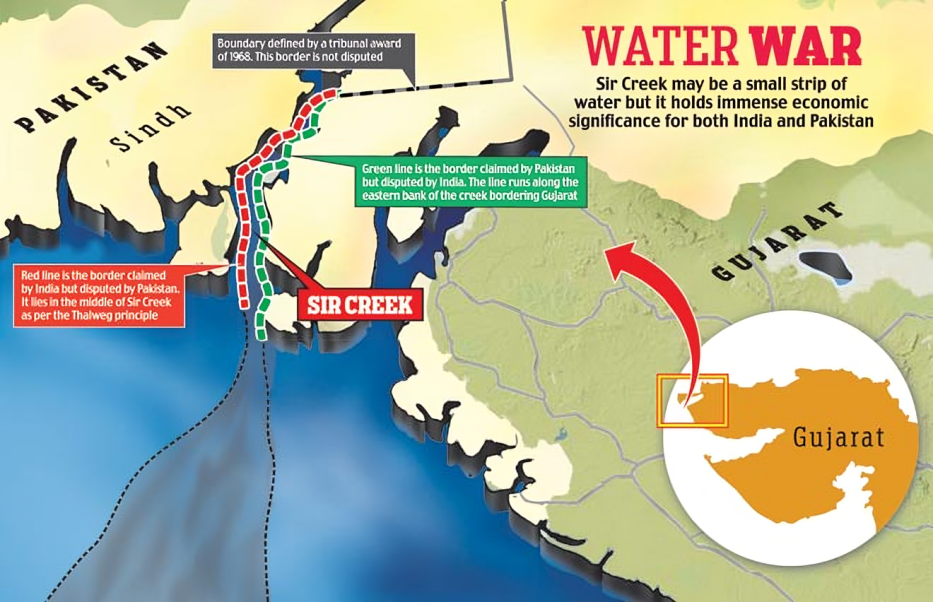 WATER WAR
Sir Creek may be a small strip of
water but it holds immense economic
significance for both India and Pakistan
Boundary defined by a tribunal award
of 1968. This border is not disputed
PAKISTAN
Sindh
Green line is the border claimed by Pakistan
but disputed by India. The line runs along the
eastern bank of the creek bordering Gujarat
GUJARAT
Red line is the border claimed
by India but disputed by Pakistan.
It lies in the middle of Sir Creek
as per the Thalweg principle
SIR CREEK
Gujarat